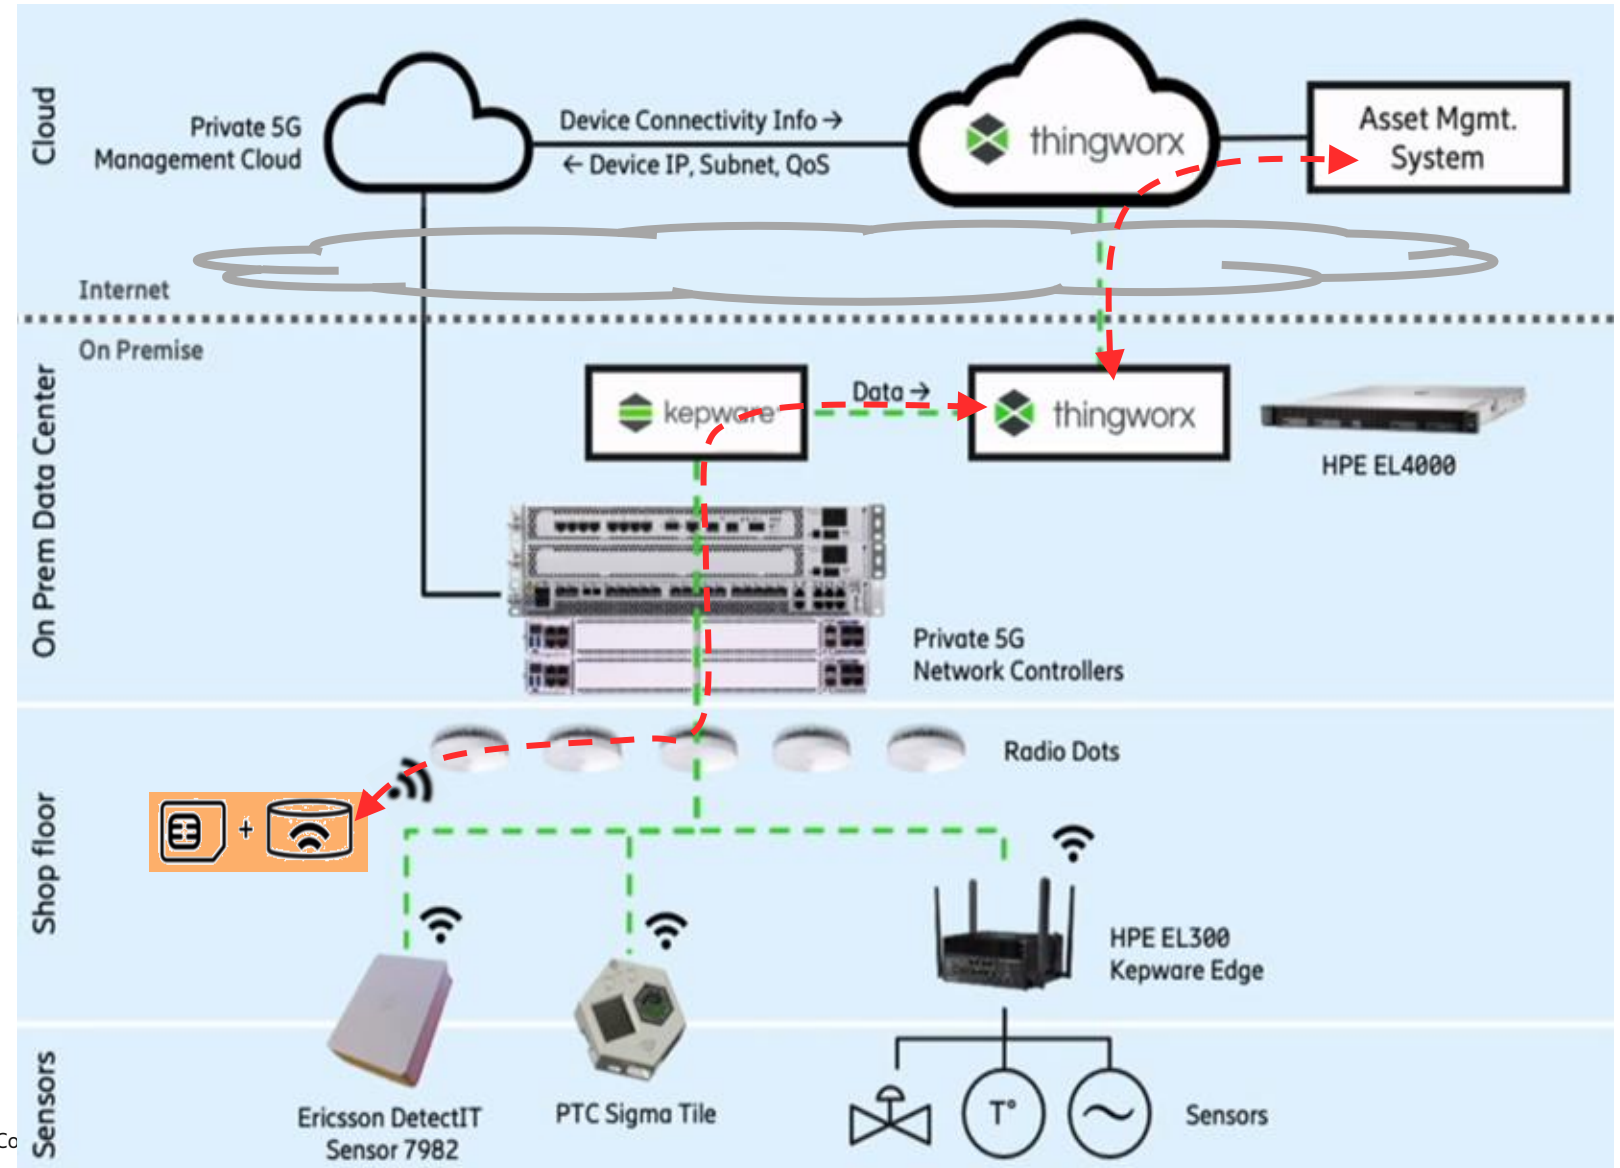 Cloud
Private 5G
Management Cloud
Device Connectivity Info →
← Device IP, Subnet, QoS
thingworx
Asset Mgmt.
System
Internet
On Premise
On Prem Data Center
kepware
Data →
thingworx
HPE EL4000
Private 5G
Network Controllers
Radio Dots
Shop floor
+
HPE EL300
Kepware Edge
Sensors
Ericsson DetectIT
Sensor 7982
PTC Sigma Tile
T°
Sensors
Co